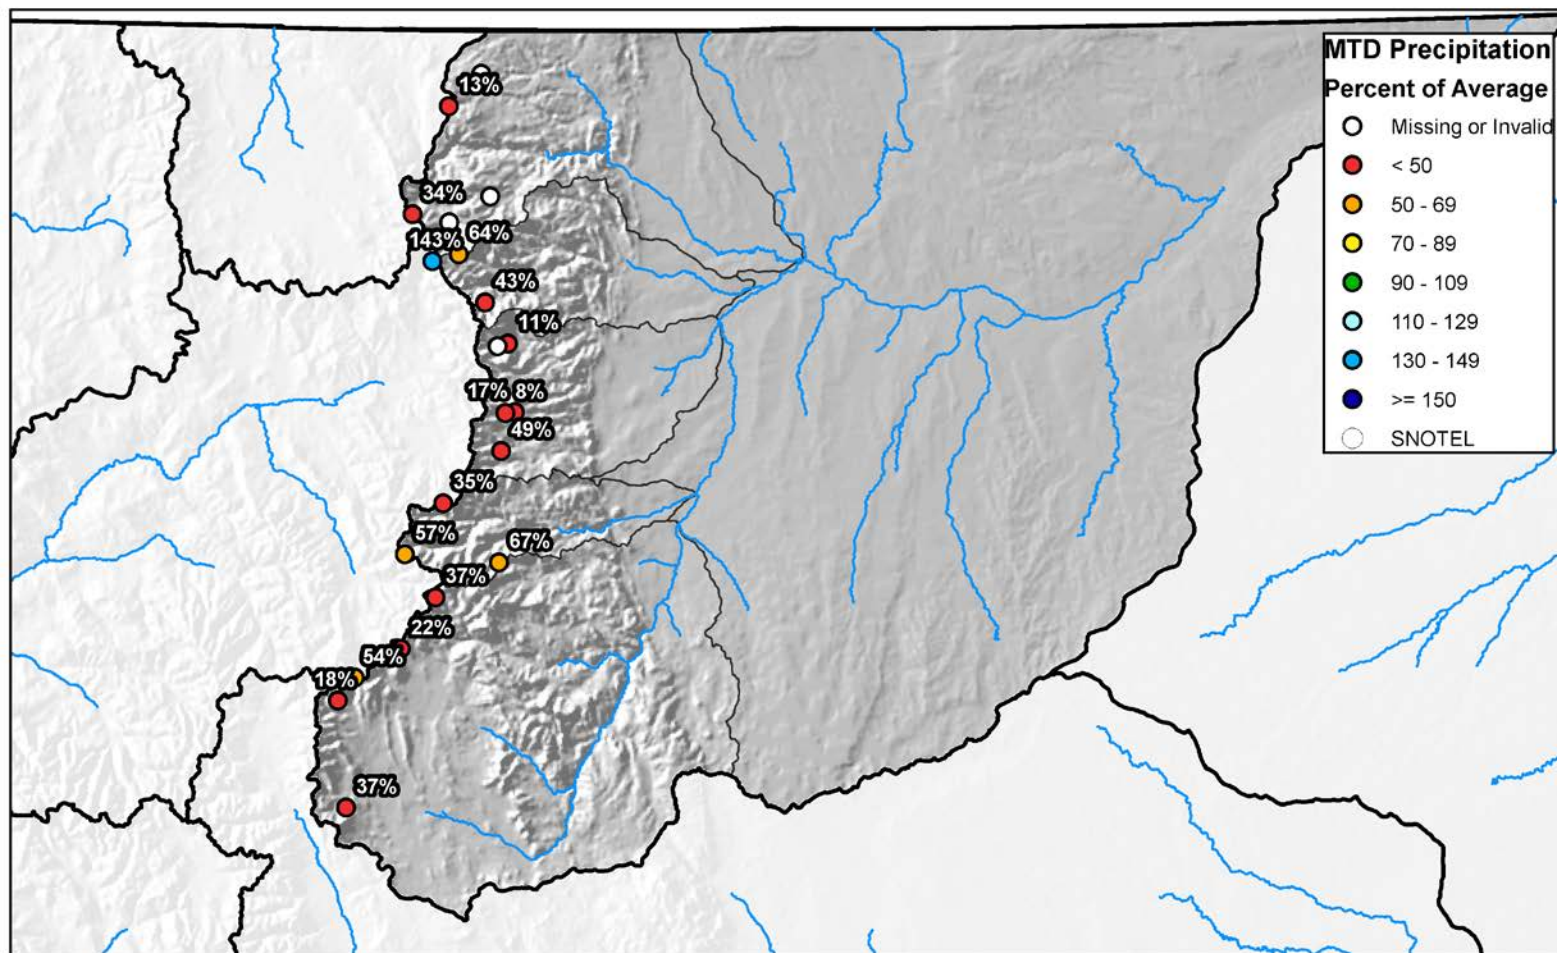 MTD Precipitation
Percent of Average
Missing or Invalid
< 50
50 - 69
70 - 89
90 - 109
110 - 129
130 - 149
>= 150
SNOTEL
13%
34%
64%
143%
43%
11%
17% 8%
49%
35%
57%
67%
37%
22%
54%
18%
37%